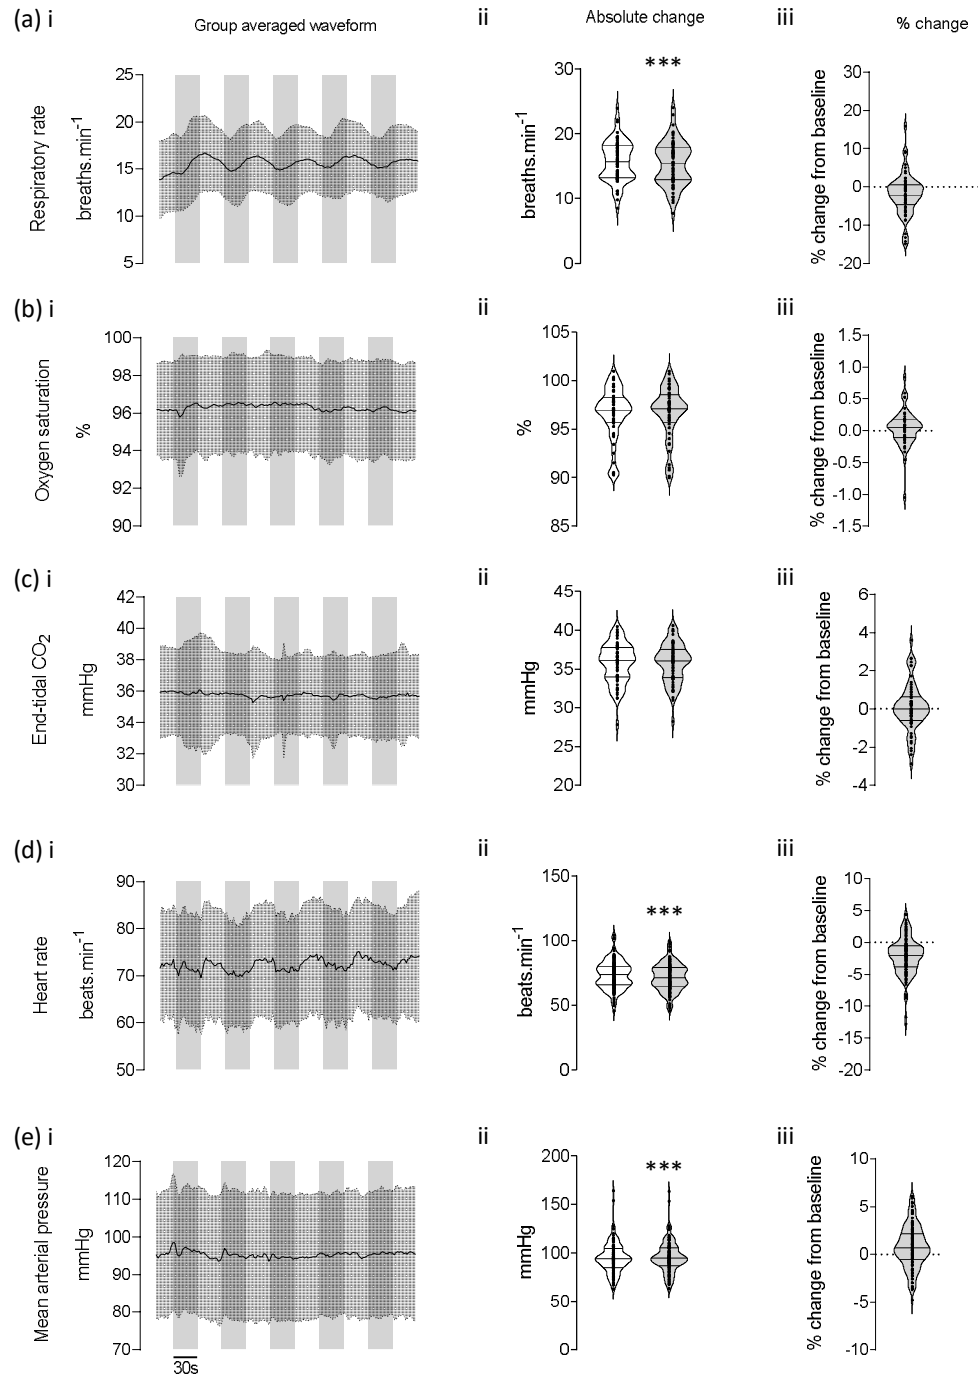 (a) i
Group averaged waveform
ii
Absolute change
iii
% change
Respiratory rate
breaths.min-1
25
20
15
10
5
breaths.min-1
30
20
10
0
***
% change from baseline
30
20
10
0
-10
-20
(b) i
ii
iii
Oxygen saturation
%
100
98
96
94
92
90
%
105
100
95
90
85
% change from baseline
1.5
1.0
0.5
0.0
-0.5
-1.0
-1.5
(c) i
ii
iii
End-tidal CO2
mmHg
42
40
38
36
34
32
30
mmHg
45
40
35
30
25
20
% change from baseline
6
4
2
0
-2
-4
(d) i
ii
iii
Heart rate
beats.min-1
90
80
70
60
50
beats.min-1
150
100
50
0
***
% change from baseline
10
5
0
-5
-10
-15
-20
(e) i
ii
iii
Mean arterial pressure
mmHg
120
110
100
90
80
70
30s
mmHg
200
150
100
50
0
***
% change from baseline
10
5
0
-5
-10